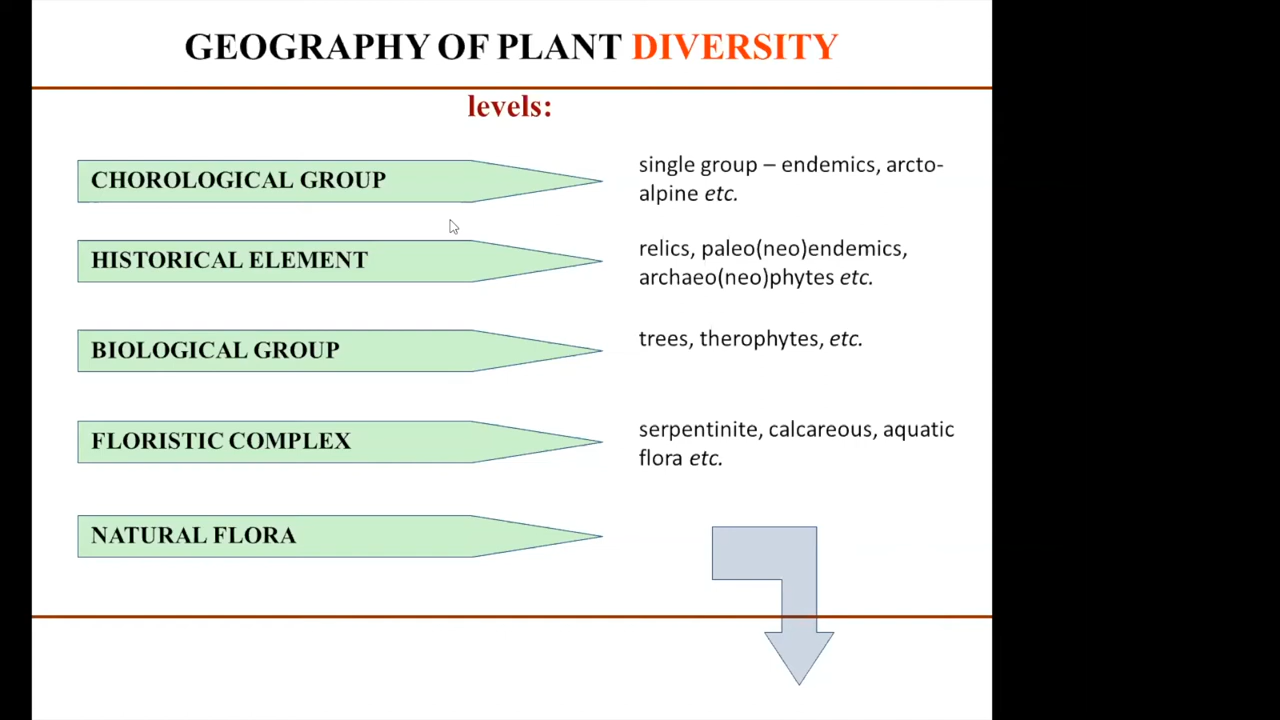 GEOGRAPHY OF PLANT DIVERSITY
levels:
CHOROLOGICAL GROUP
single group – endemics, arcto-
alpine etc.
HISTORICAL ELEMENT
relics, paleo(neo)endemics,
archaeo(neo)phytes etc.
BIOLOGICAL GROUP
trees, therophytes, etc.
FLORISTIC COMPLEX
serpentinite, calcareous, aquatic
flora etc.
NATURAL FLORA